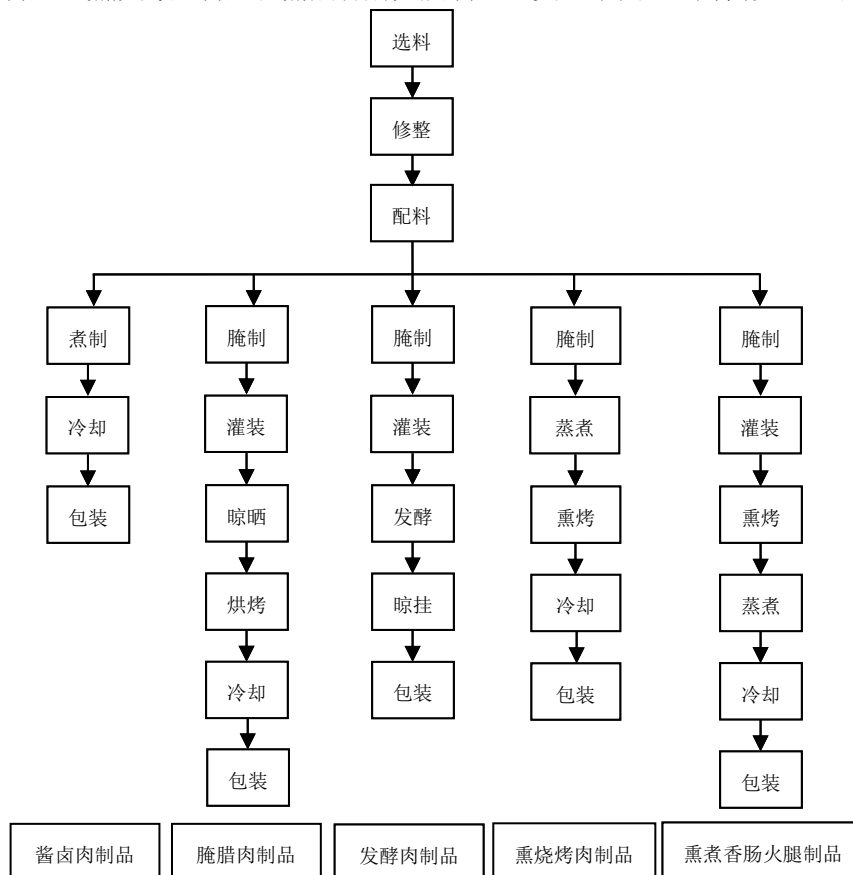 选料
修整
配料
煮制
腌制
腌制
腌制
腌制
冷却
灌装
灌装
蒸煮
灌装
包装
晾晒
发酵
熏烤
熏烤
烘烤
晾挂
冷却
蒸煮
冷却
包装
包装
冷却
包装
包装
酱卤肉制品
腌腊肉制品
发酵肉制品
熏烧烤肉制品
熏煮香肠火腿制品